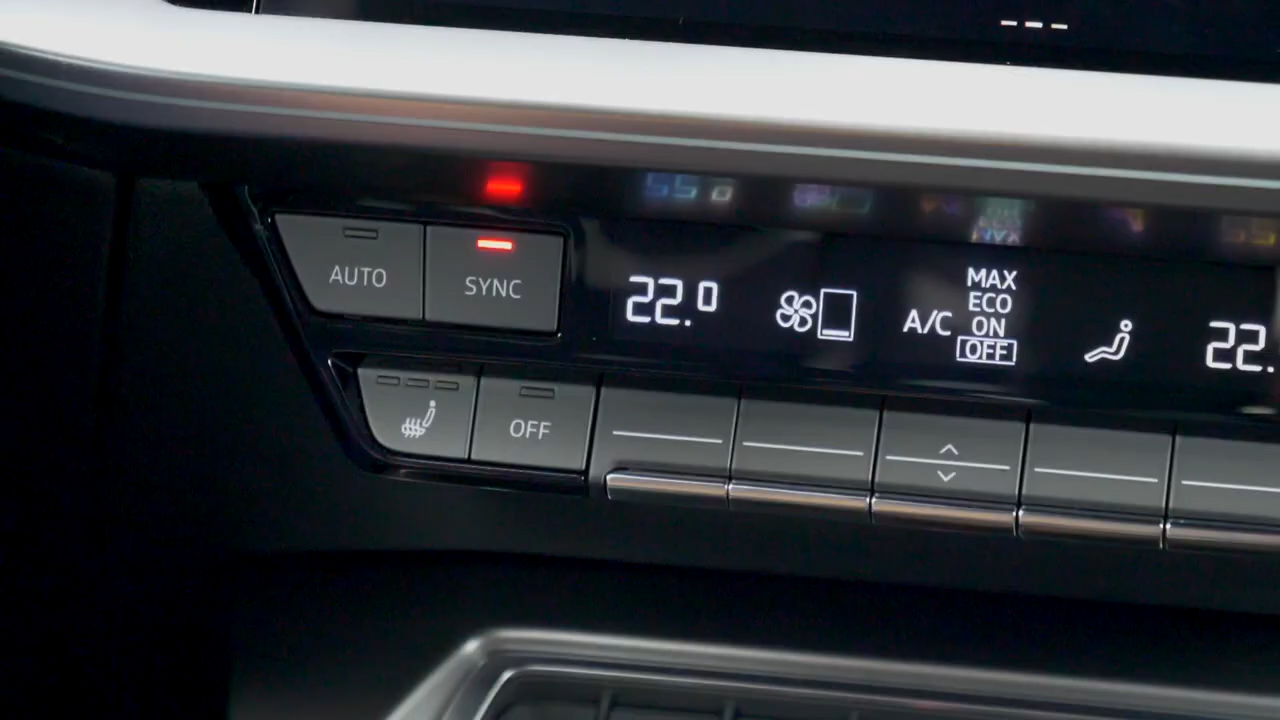 ---
AUTO
SYNC
22.0
A/C
MAX
ECO
ON
OFF
22.
OFF